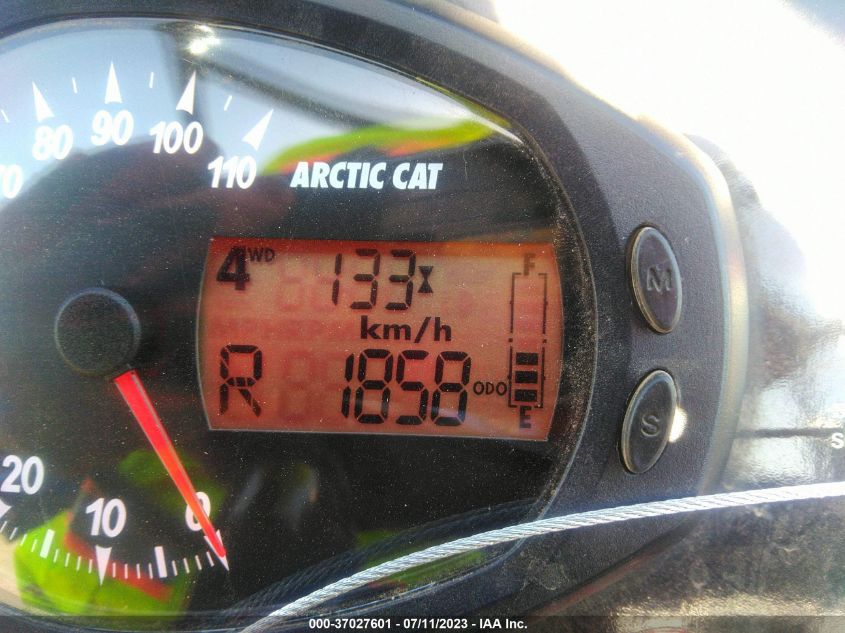 70 80 90 100 110
ARCTIC CAT
4WD 133 F
km/h
R 1858 ODO E
M
S
20 10 0
000-37027601 - 07/11/2023 - IAA Inc.